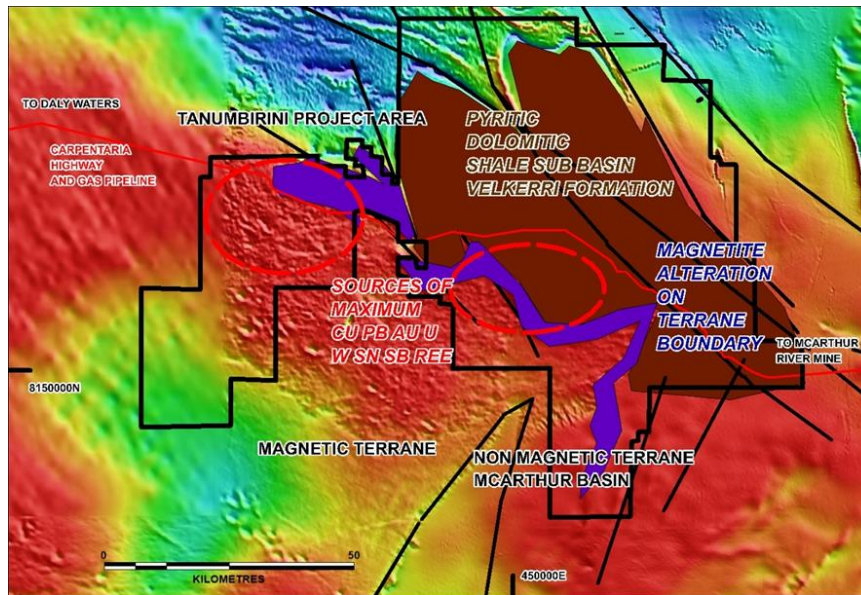 TO DALY WATERS
TANUMBIRINI PROJECT AREA
CARPENTARIA
HIGHWAY
AND GAS PIPELINE
PYRITIC
DOLOMITIC
SHALE SUB BASIN
VELKERRI FORMATION
MAGNETITE
ALTERATION
ON
TERRANE
BOUNDARY
SOURCES OF
MAXIMUM
CU PB AU U
W SN SB REE
TO MCARTHUR
RIVER MINE
8150000N
MAGNETIC TERRANE
NON MAGNETIC TERRANE
MCARTHUR BASIN
0 50
KILOMETRES
450000E